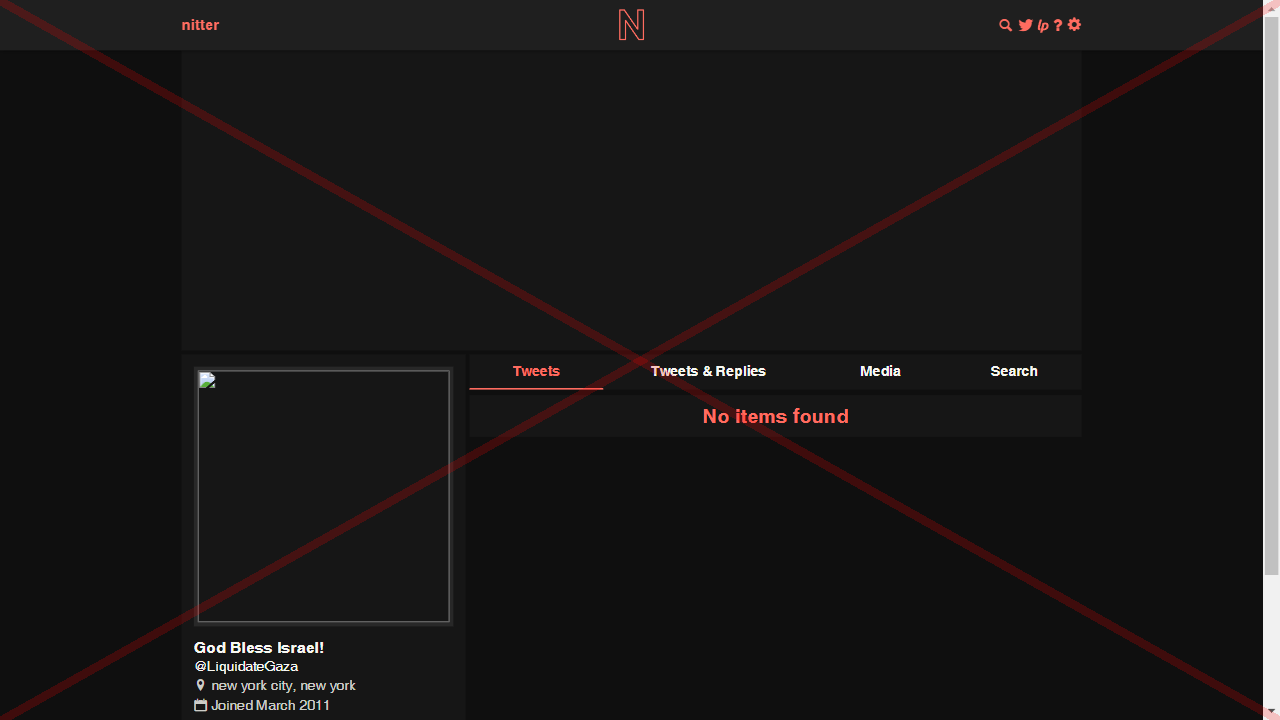 nitter
N
lp ?
Tweets
Tweets & Replies
Media
Search
No items found
God Bless Israel!
@LiquidateGaza
new york city, new york
Joined March 2011